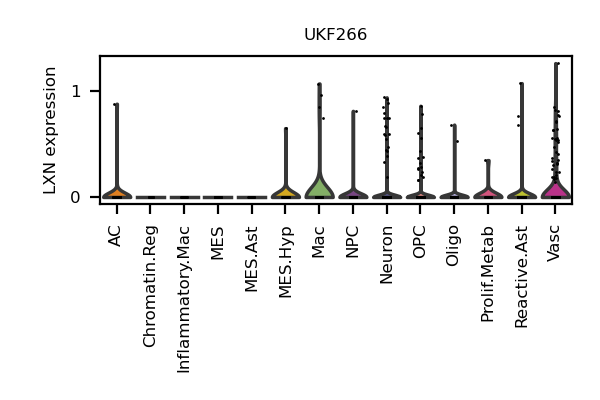 UKF266
LXN expression
1
0
AC
Chromatin.Reg
Inflammatory.Mac
MES
MES.Ast
MES.Hyp
Mac
NPC
Neuron
OPC
Oligo
Prolif.Metab
Reactive.Ast
Vasc